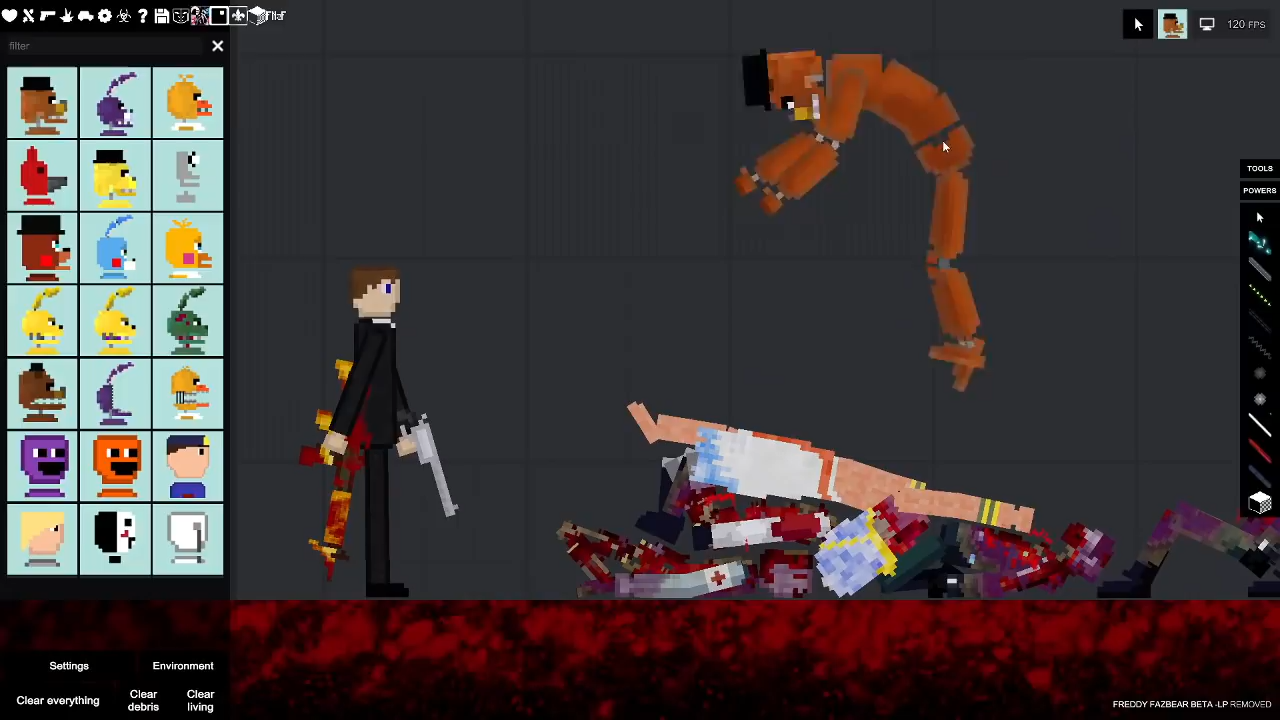 filter
120 FPS
TOOLS
POWERS
Settings
Environment
Clear everything
Clear
debris
Clear
living
FREDDY FAZBEAR BETA -LP REMOVED